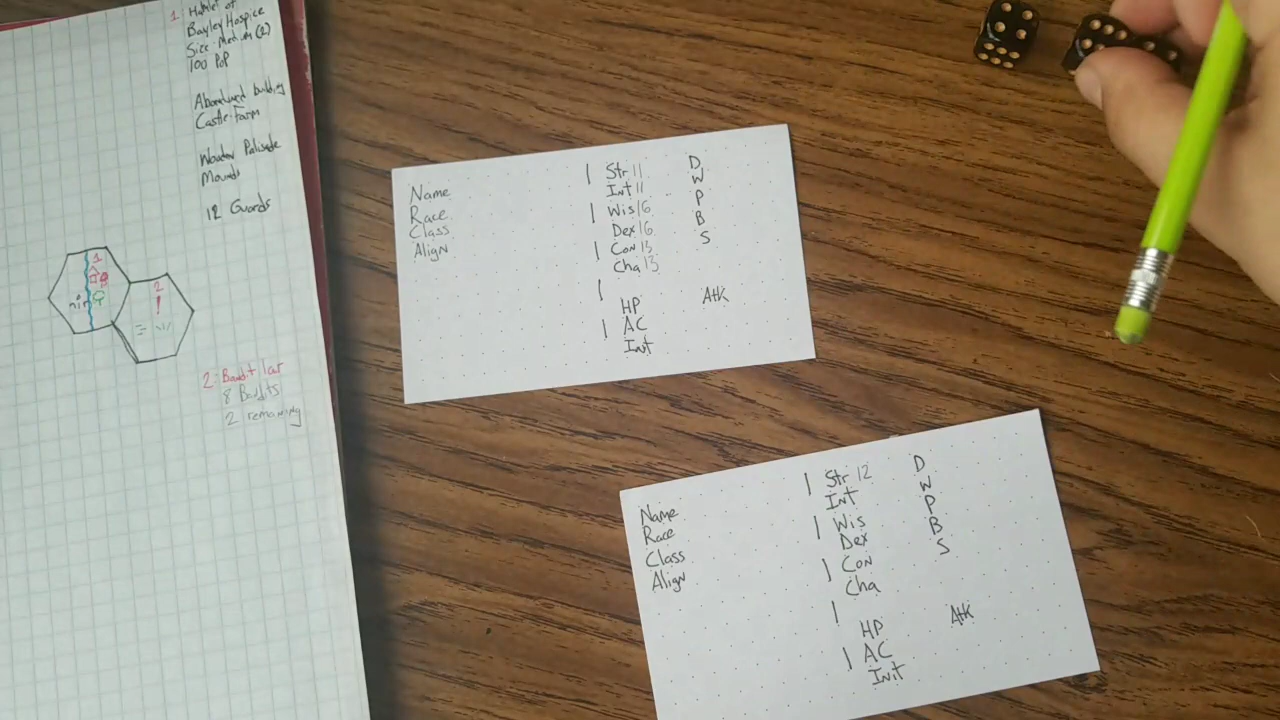 1: Hamlet of
Bayley Hospice
Size: Medium (2)
100 Pop
Abandoned building
Castle-Farm
Wooden Palisade
Mounds
12 Guards
1
2
!
2: Bandit lar
8 Bandits
2 remaining
Name
Race
Class
Align
Str 11
Int 11
Wis 16
Dex 16
Con 13
Cha 13
HP
AC
Init
D
W
P
B
S
Atk
Name
Race
Class
Align
Str 12
Int
Wis
Dex
Con
Cha
HP
AC
Init
D
W
P
B
S
Atk